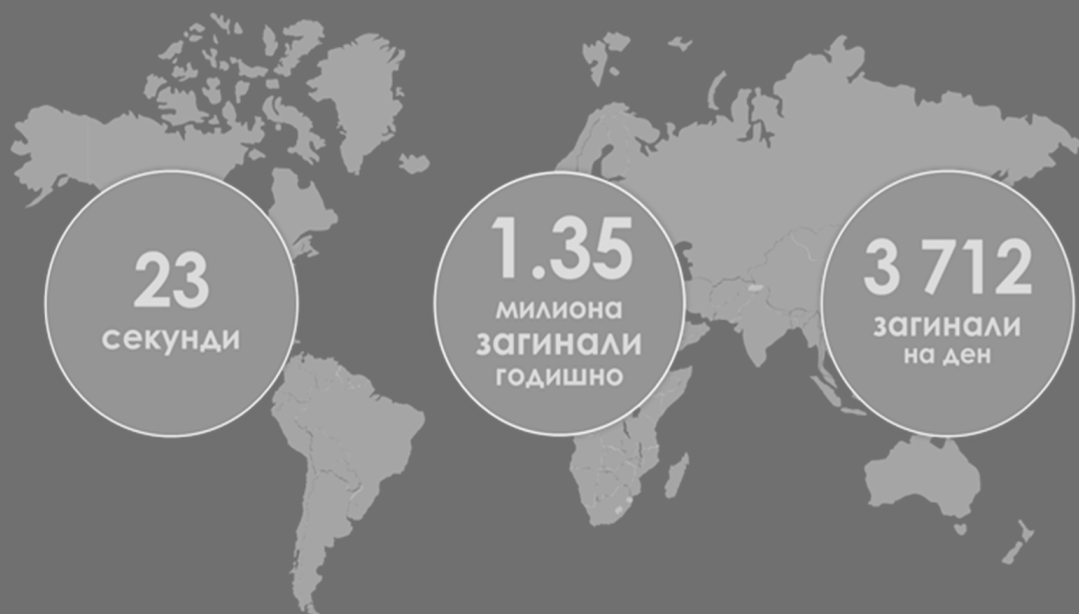 23
секунди
1.35
милиона
загинали
годишно
3 712
загинали
на ден